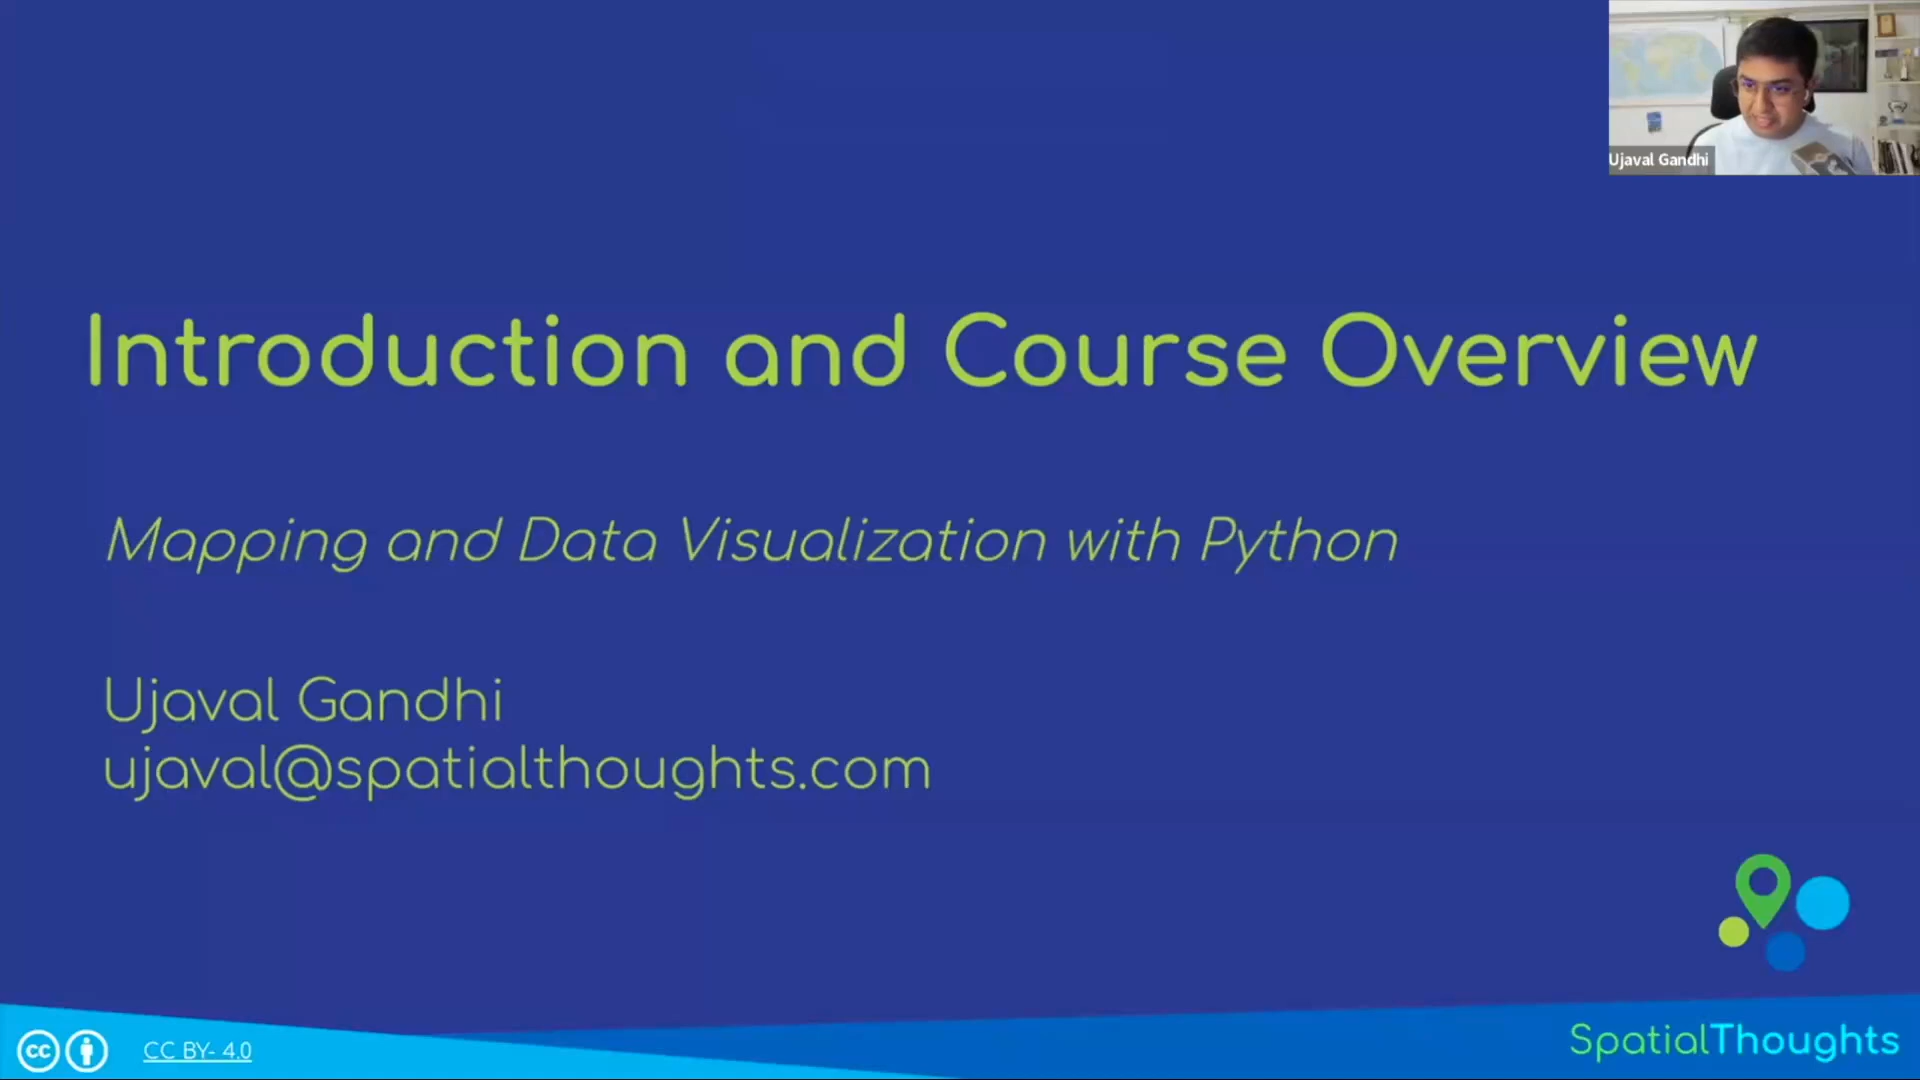 Ujaval Gandhi
Introduction and Course Overview
Mapping and Data Visualization with Python
Ujaval Gandhi
ujaval@spatialthoughts.com
cc
CC BY- 4.0
SpatialThoughts